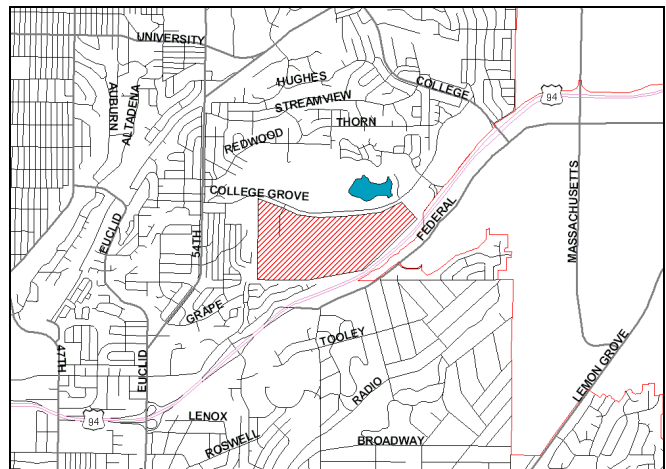 UNIVERSITY
HUGHES
COLLEGE
94
AUBURN
ALTADENA
STREAMVIEW
THORN
REDWOOD
COLLEGE GROVE
EUCLID
54TH
FEDERAL
MASSACHUSETTS
GRAPE
TOOLEY
47TH
EUCLID
RADIO
LEMON GROVE
94
LENOX
ROSWELL
BROADWAY